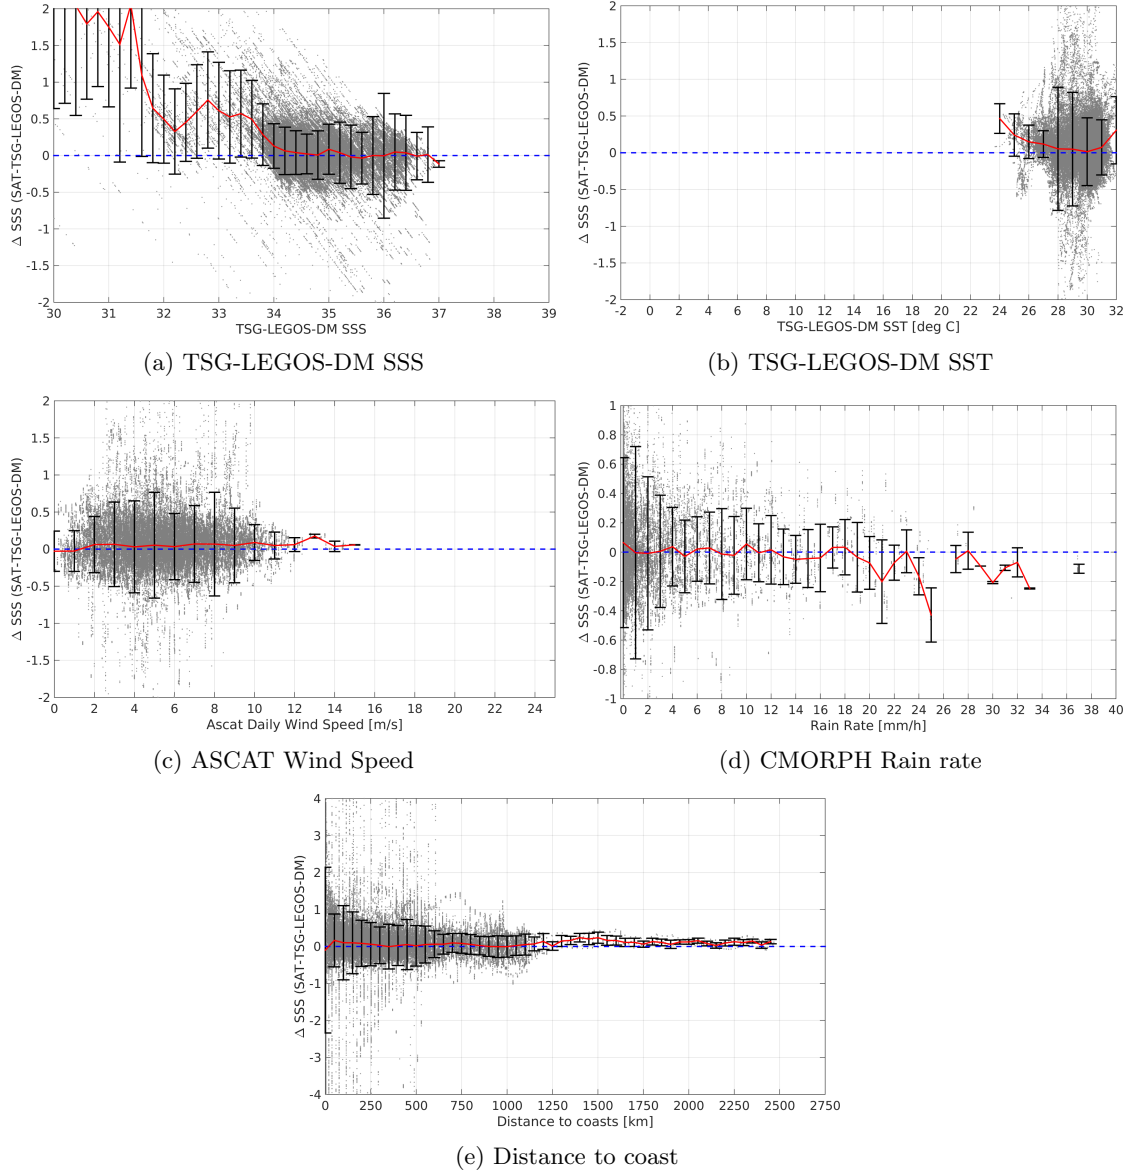 2
1.5
1
0.5
0
-0.5
-1
-1.5
-2
Δ SSS (SAT-TSG-LEGOS-DM)
30 31 32 33 34 35 36 37 38 39
TSG-LEGOS-DM SSS
(a) TSG-LEGOS-DM SSS
2
1.5
1
0.5
0
-0.5
-1
-1.5
-2
Δ SSS (SAT-TSG-LEGOS-DM)
-2 0 2 4 6 8 10 12 14 16 18 20 22 24 26 28 30 32
TSG-LEGOS-DM SST [deg C]
(b) TSG-LEGOS-DM SST
2
1.5
1
0.5
0
-0.5
-1
-1.5
-2
Δ SSS (SAT-TSG-LEGOS-DM)
0 2 4 6 8 10 12 14 16 18 20 22 24
Ascat Daily Wind Speed [m/s]
(c) ASCAT Wind Speed
1
0.8
0.6
0.4
0.2
0
-0.2
-0.4
-0.6
-0.8
-1
Δ SSS (SAT-TSG-LEGOS-DM)
0 2 4 6 8 10 12 14 16 18 20 22 24 26 28 30 32 34 36 38 40
Rain Rate [mm/h]
(d) CMORPH Rain rate
4
3
2
1
0
-1
-2
-3
-4
Δ SSS (SAT-TSG-LEGOS-DM)
0 250 500 750 1000 1250 1500 1750 2000 2250 2500 2750
Distance to coasts [km]
(e) Distance to coast